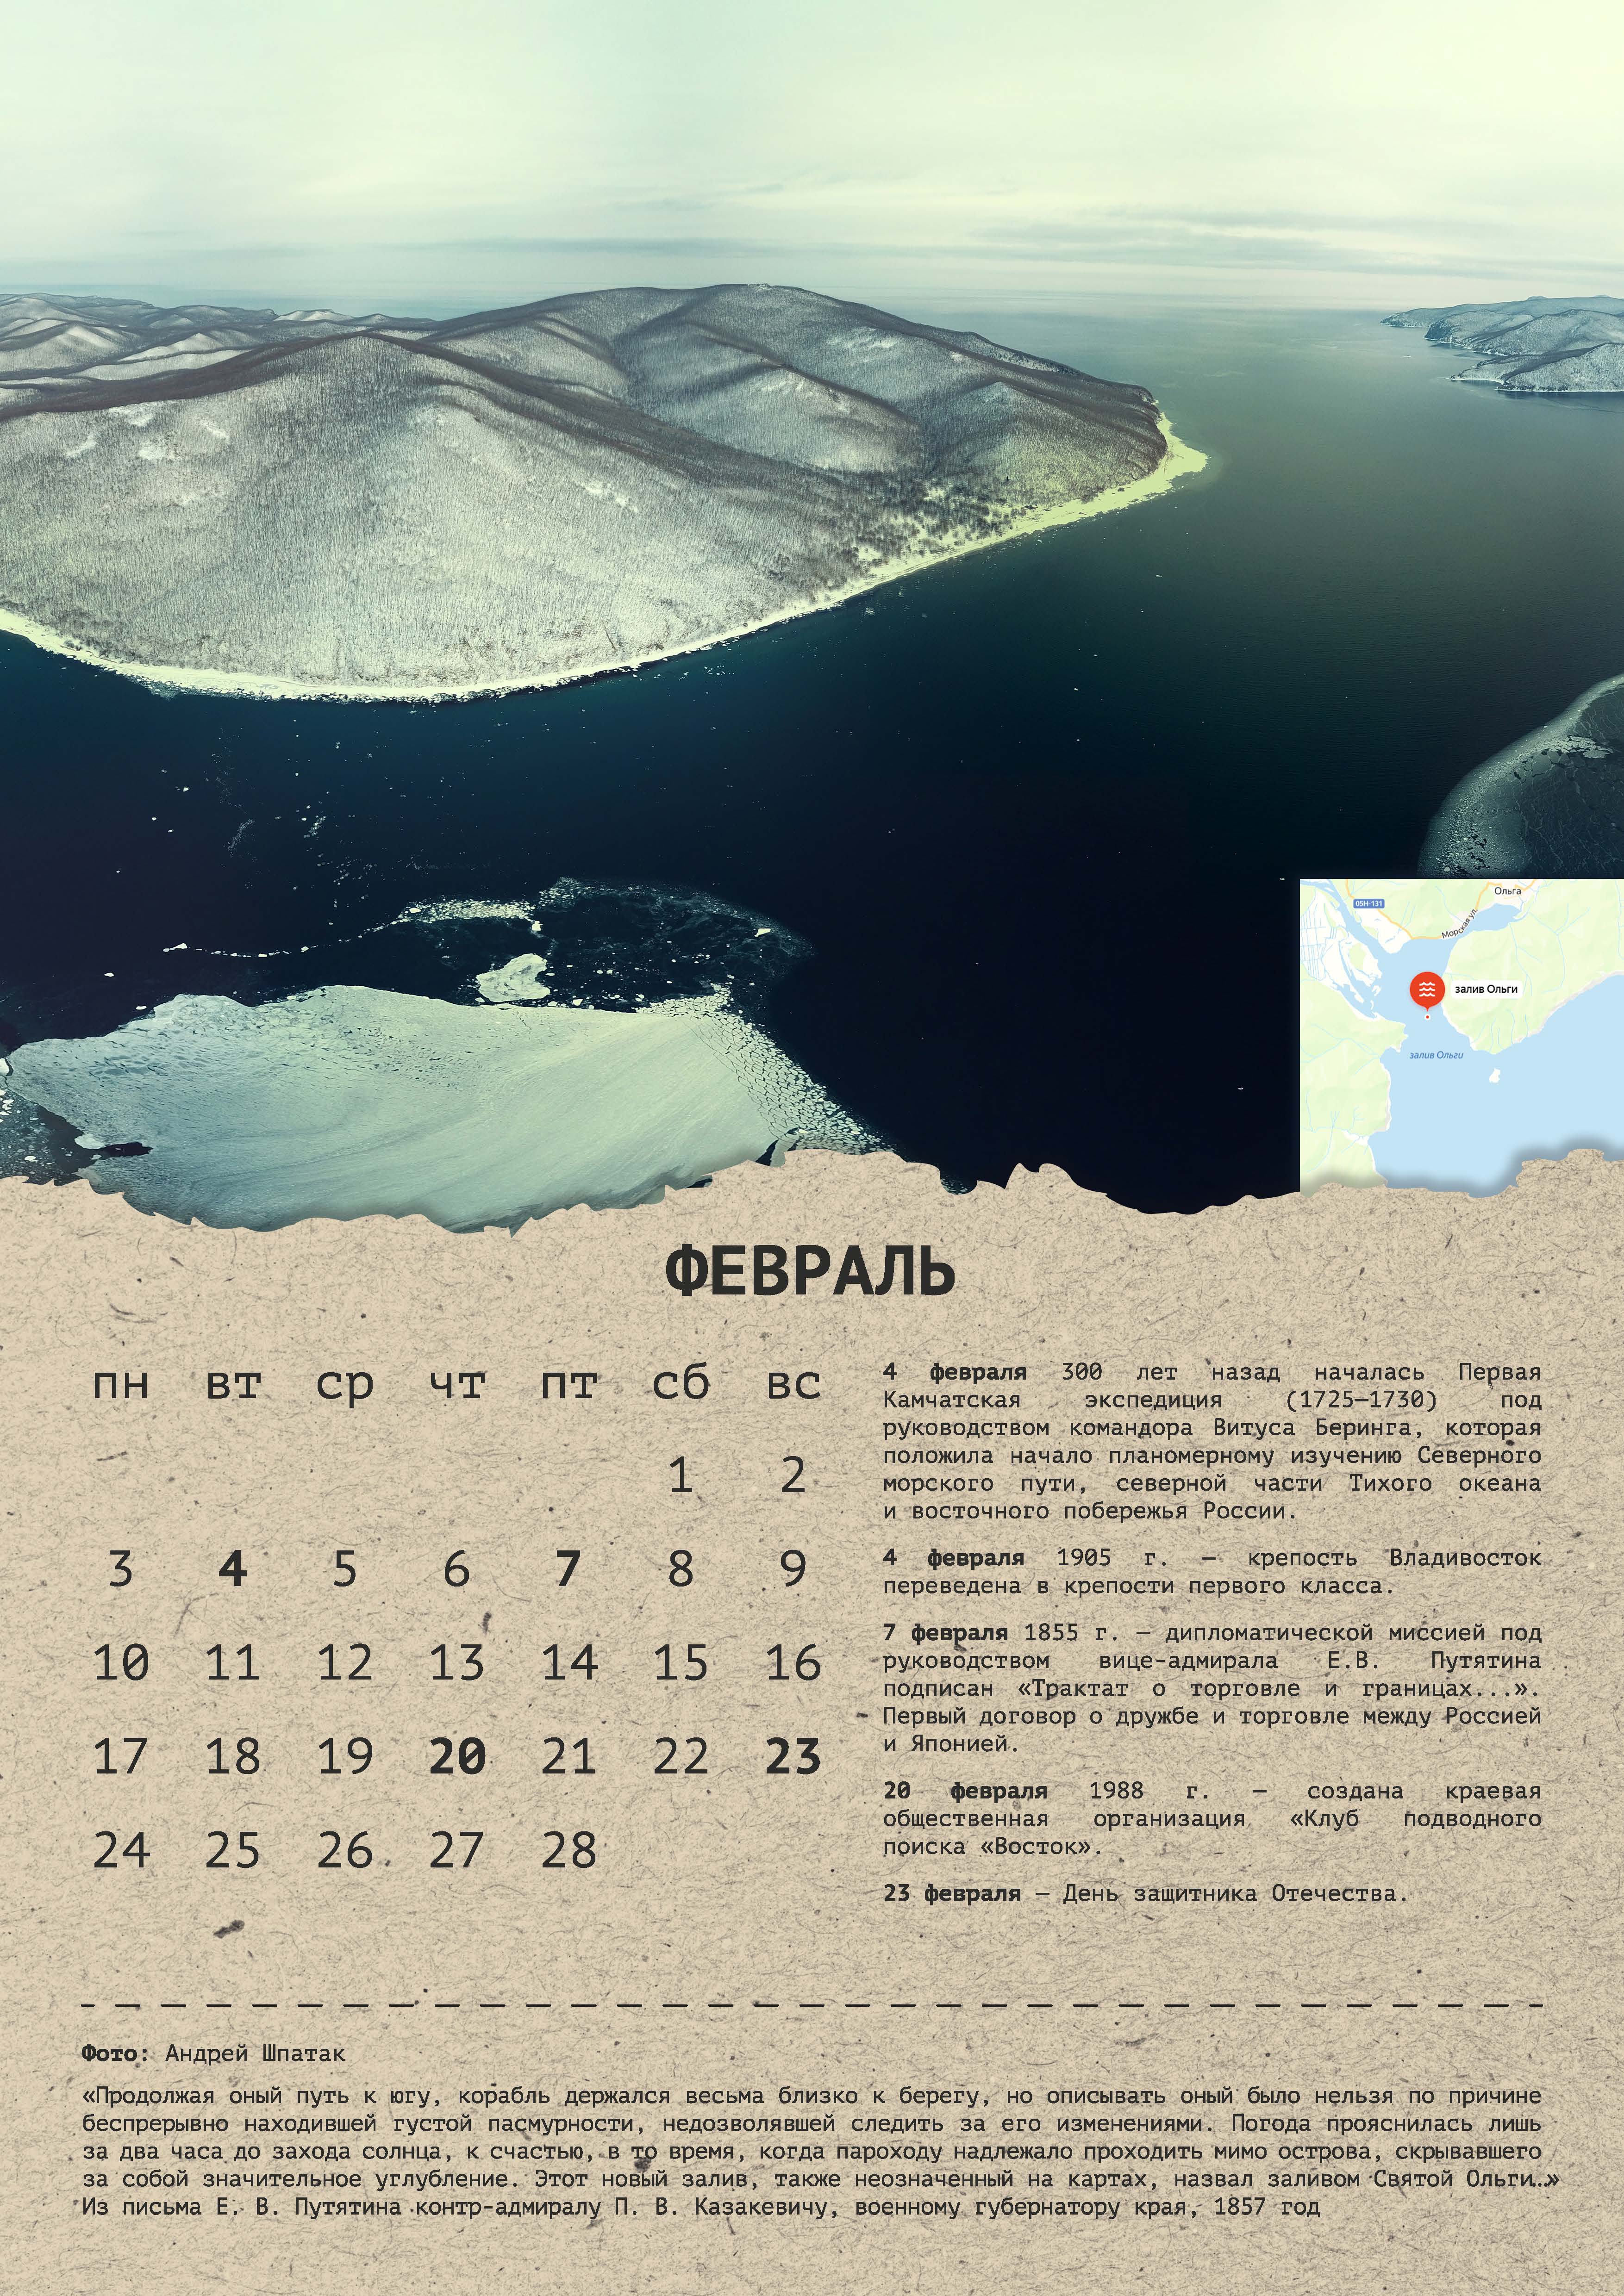 Ольга
05Н-131
Морская ул.
залив Ольги
залив Ольги
ФЕВРАЛЬ
пн вт ср чт пт сб вс
1 2
3 4 5 6 7 8 9
10 11 12 13 14 15 16
17 18 19 20 21 22 23
24 25 26 27 28
4 февраля 300 лет назад началась Первая
Камчатская экспедиция (1725—1730) под
руководством командора Витуса Беринга, которая
положила начало планомерному изучению Северного
морского пути, северной части Тихого океана
и восточного побережья России.
4 февраля 1905 г. — крепость Владивосток
переведена в крепости первого класса.
7 февраля 1855 г. — дипломатической миссией под
руководством вице-адмирала Е.В. Путятина
подписан «Трактат о торговле и границах...».
Первый договор о дружбе и торговле между Россией
и Японией.
20 февраля 1988 г. — создана краевая
общественная организация «Клуб подводного
поиска «Восток».
23 февраля — День защитника Отечества.
Фото: Андрей Шпатак
«Продолжая оный путь к югу, корабль держался весьма близко к берегу, но описывать оный было нельзя по причине
беспрерывно находившей густой пасмурности, недозволявшей следить за его изменениями. Погода прояснилась лишь
за два часа до захода солнца, к счастью, в то время, когда пароходу надлежало проходить мимо острова, скрывавшего
за собой значительное углубление. Этот новый залив, также неозначенный на картах, назвал заливом Святой Ольги…»
Из письма Е. В. Путятина контр-адмиралу П. В. Казакевичу, военному губернатору края, 1857 год